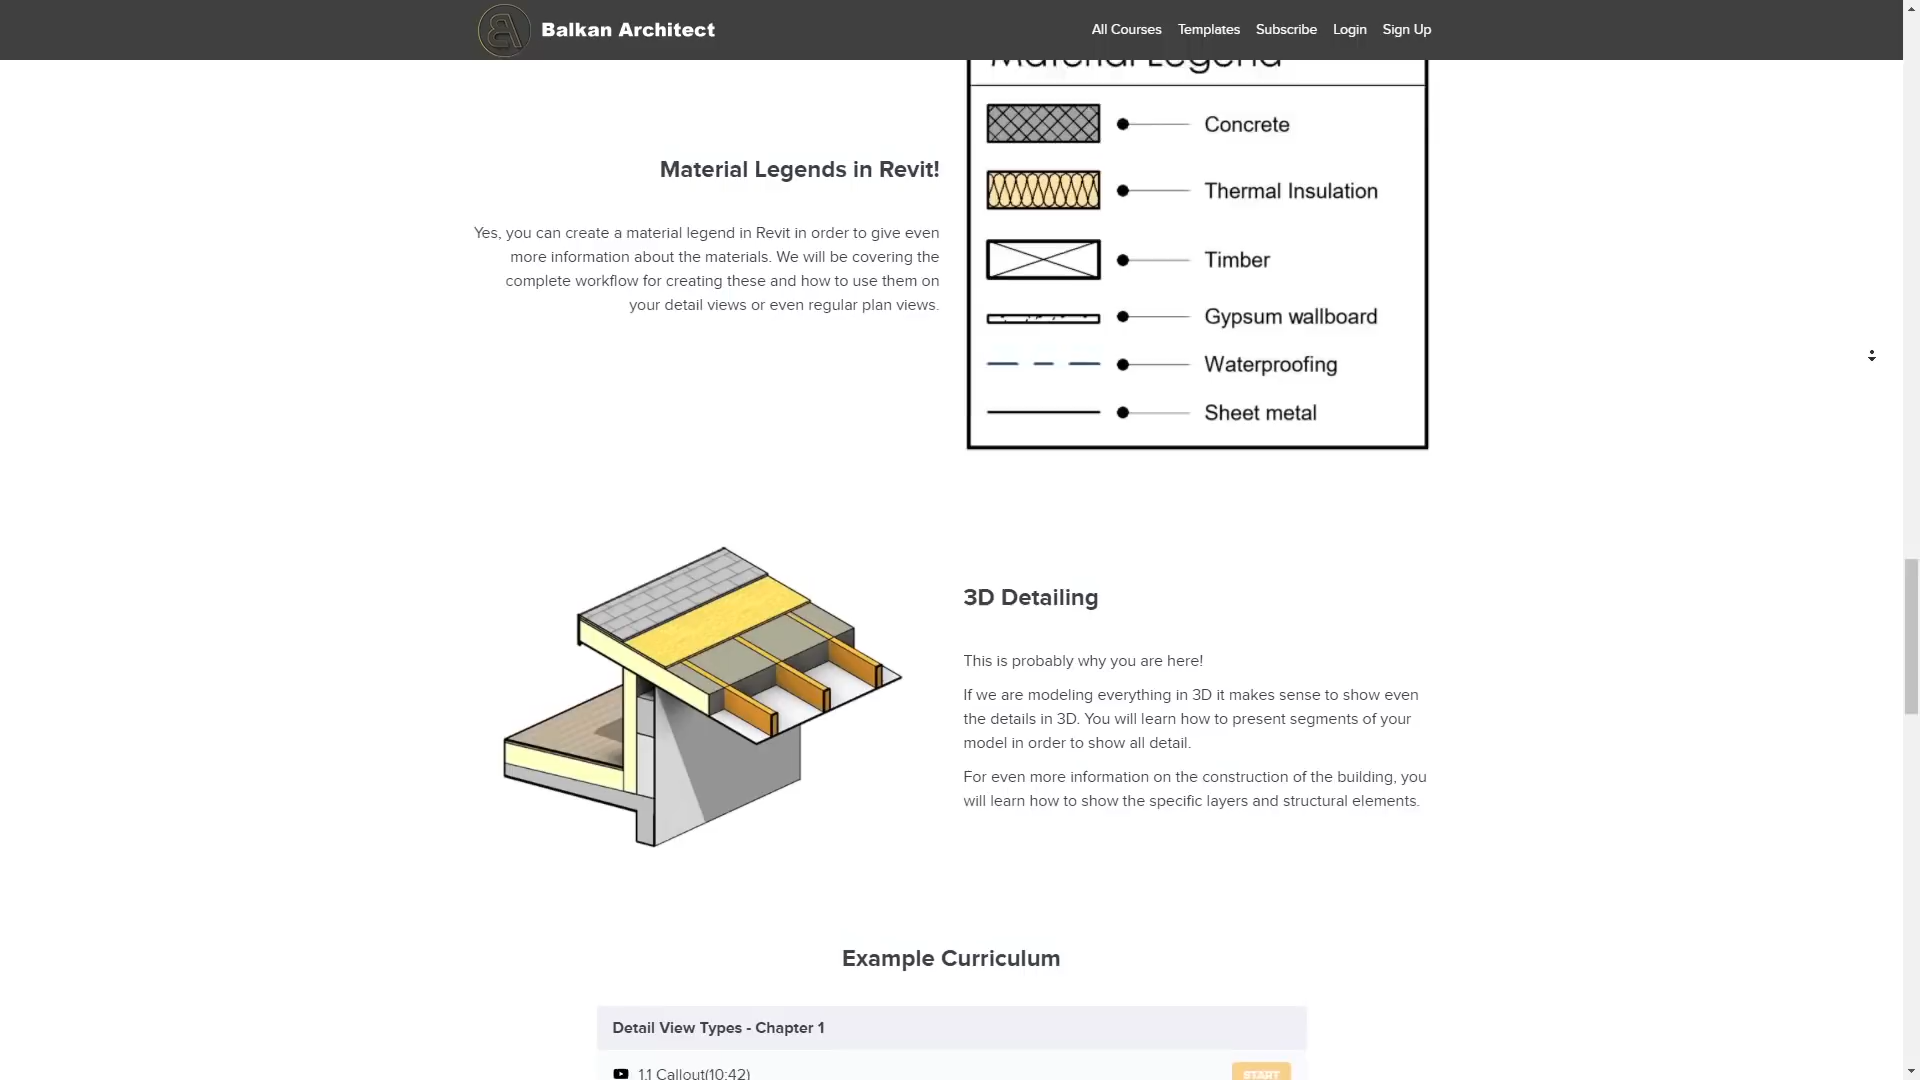 Balkan Architect
All Courses Templates Subscribe Login Sign Up
Material Legend
Concrete
Thermal Insulation
Timber
Gypsum wallboard
Waterproofing
Sheet metal
Material Legends in Revit!
Yes, you can create a material legend in Revit in order to give even
more information about the materials. We will be covering the
complete workflow for creating these and how to use them on
your detail views or even regular plan views.
3D Detailing
This is probably why you are here!
If we are modeling everything in 3D it makes sense to show even
the details in 3D. You will learn how to present segments of your
model in order to show all detail.
For even more information on the construction of the building, you
will learn how to show the specific layers and structural elements.
Example Curriculum
Detail View Types - Chapter 1
1.1 Callout(10:42)
START